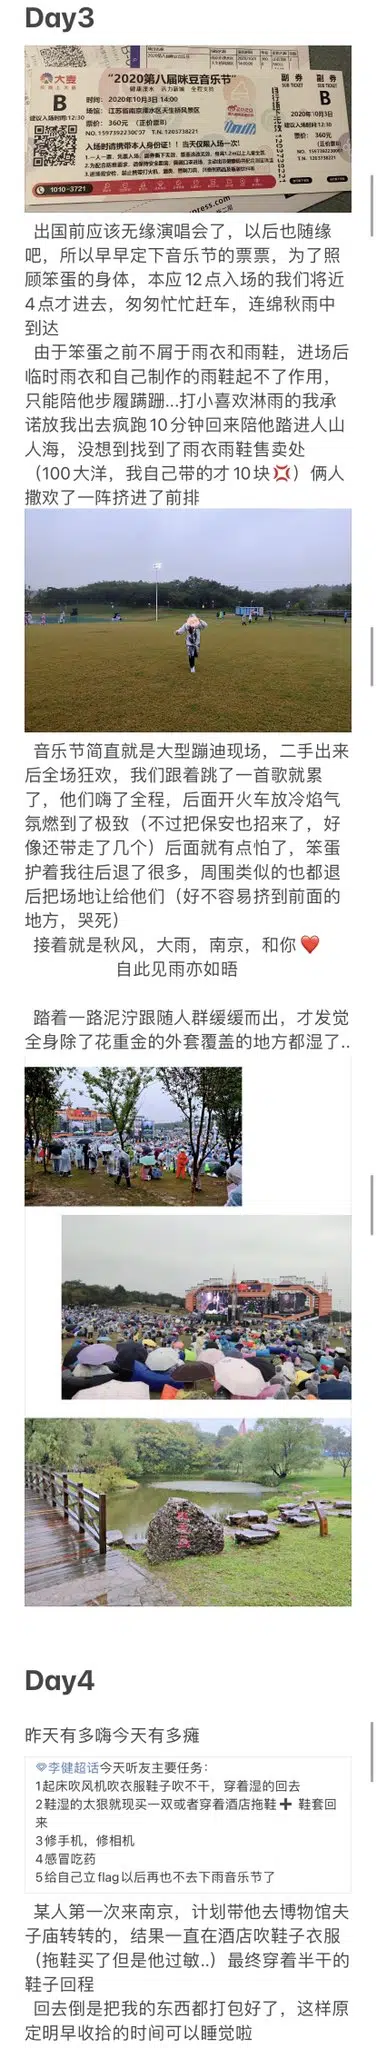 Day3
大麦
"2020第八届咪豆音乐节"
B
建议入场时间:12:30
时间：2020年10月3日 14:00
场馆：江苏省南京溧水区天生桥风景区
票价：360元（正价票B）
入场时请携带本人身份证！当天仅限入场一次！
1010-3721
副 券
副 券
B
2020年10月3日
建议入场时间:12:30
360元
(正价票B)
出国前应该无缘演唱会了，以后也随缘
吧，所以早早定下音乐节的票票，为了照
顾笨蛋的身体，本应12点入场的我们将近
4点才进去，匆匆忙忙赶车，连绵秋雨中
到达
由于笨蛋之前不屑于雨衣和雨鞋，进场后
临时雨衣和自己制作的雨鞋起不了作用，
只能陪他步履蹒跚...打小喜欢淋雨的我承
诺放我出去疯跑10分钟回来陪他踏进人山
人海，没想到找到了雨衣雨鞋售卖处
（100大洋，我自己带的才10块💢）俩人
撒欢了一阵挤进了前排
音乐节简直就是大型蹦迪现场，二手出来
后全场狂欢，我们跟着跳了一首歌就累
了，他们嗨了全程，后面开火车放冷焰气
氛燃到了极致（不过把保安也招来了，好
像还带走了几个）后面就有点怕了，笨蛋
护着我往后退了很多，周围类似的也都退
后把场地让给他们（好不容易挤到前面的
地方，哭死）
接着就是秋风，大雨，南京，和你❤️
自此见雨亦如晤
踏着一路泥泞跟随人群缓缓而出，才发觉
全身除了花重金的外套覆盖的地方都湿了..
Day4
昨天有多嗨今天有多瘫
李健超话今天听友主要任务：
1起床吹风机吹衣服鞋子吹不干，穿着湿的回去
2鞋湿的太狠就现买一双或者穿着酒店拖鞋➕ 鞋套回
来
3修手机，修相机
4感冒吃药
5给自己立flag以后再也不去下雨音乐节了
某人第一次来南京，计划带他去博物馆夫
子庙转转的，结果一直在酒店吹鞋子衣服
（拖鞋买了但是他过敏..）最终穿着半干的
鞋子回程
回去倒是把我的东西都打包好了，这样原
定明早收拾的时间可以睡觉啦